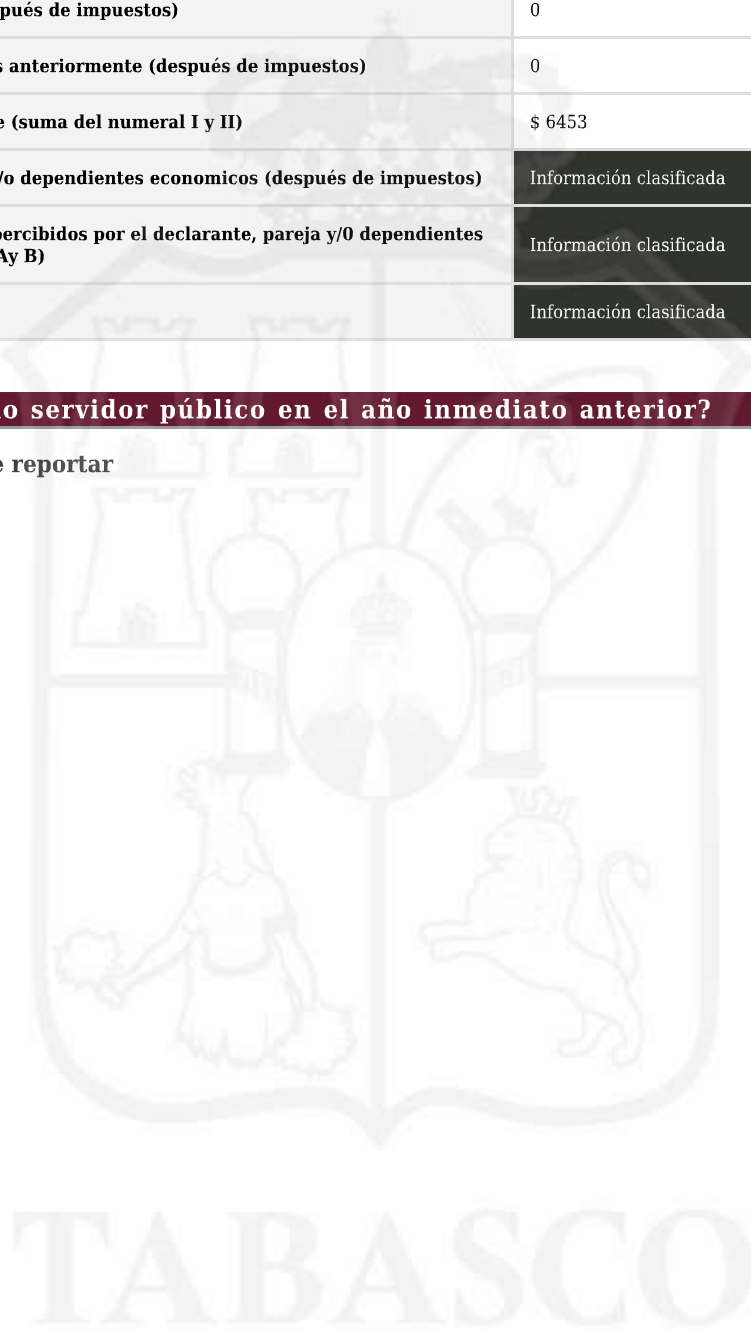 pués de impuestos)
0
s anteriormente (después de impuestos)
0
e (suma del numeral I y II)
$ 6453
/o dependientes economicos (después de impuestos)
Información clasificada
percibidos por el declarante, pareja y/0 dependientes
Ay B)
Información clasificada
Información clasificada
o servidor público en el año inmediato anterior?
e reportar
TABASCO